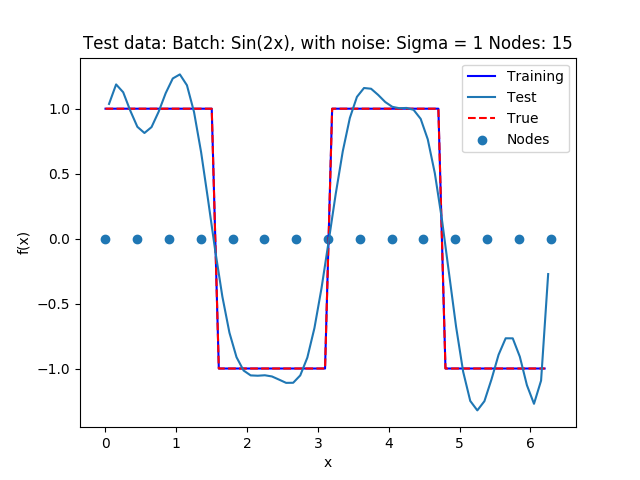 Test data: Batch: Sin(2x), with noise: Sigma = 1 Nodes: 15
Training
Test
True
Nodes
1.0
0.5
0.0
−0.5
−1.0
f(x)
0 1 2 3 4 5 6
x